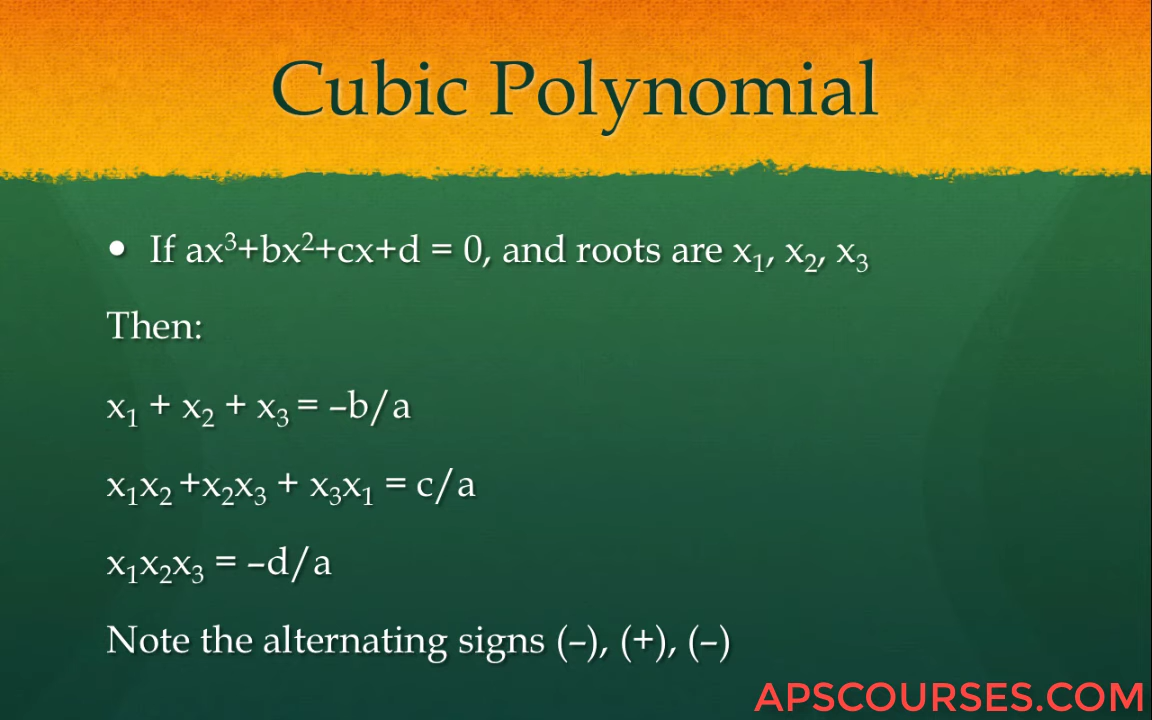 Cubic Polynomial
• If ax³+bx²+cx+d = 0, and roots are x₁, x₂, x₃
Then:
x₁ + x₂ + x₃ = –b/a
x₁x₂ +x₂x₃ + x₃x₁ = c/a
x₁x₂x₃ = –d/a
Note the alternating signs (–), (+), (–)
APSCOURSES.COM